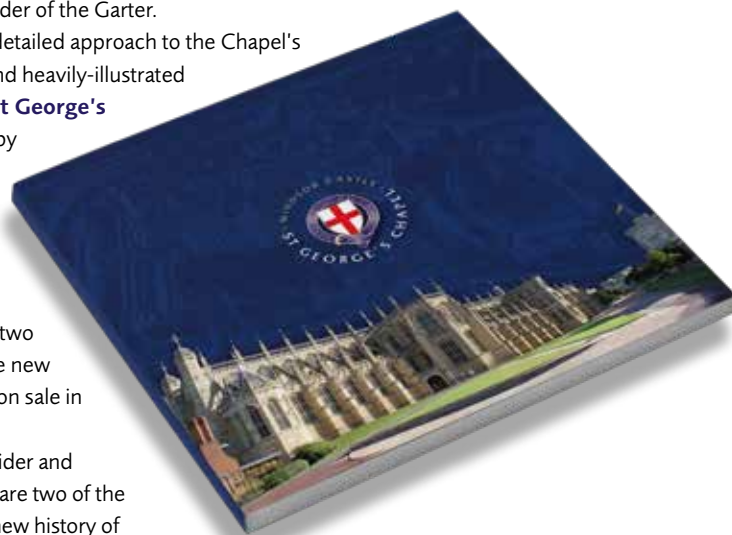 der of the Garter.
detailed approach to the Chapel's
nd heavily-illustrated
t George's
by
two
e new
on sale in
ider and
are two of the
new history of
WINDSOR CASTLE · ST GEORGE'S CHAPEL